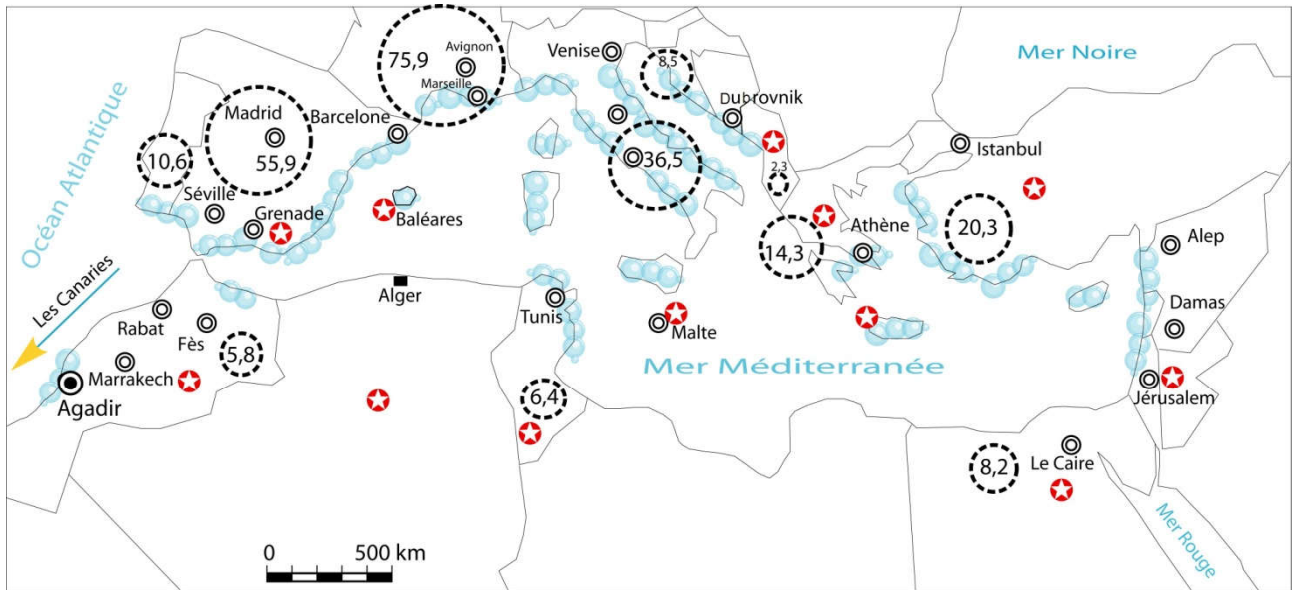 Océan Atlantique
Mer Noire
75,9
Avignon
Marseille
Venise
8,5
Dubrovnik
Madrid
55,9
Barcelone
10,6
36,5
2,3
Istanbul
Séville
Grenade
Baléares
14,3
Athène
20,3
Alep
Les Canaries
Alger
Tunis
Malte
Damas
Rabat
Fès
5,8
Mer Méditerranée
Marrakech
Agadir
6,4
Jérusalem
8,2
Le Caire
Mer Rouge
0 500 km